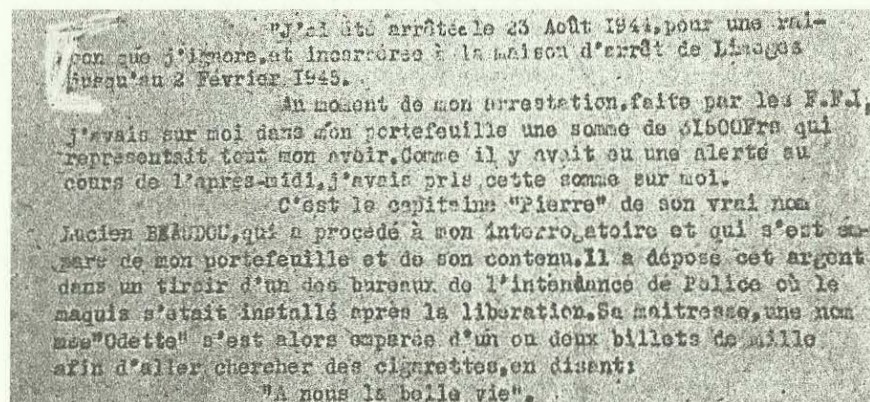 "J'ai été arrêtée le 23 Août 1944, pour une rai-
son que j'ignore, et incarcérée à la maison d'arrêt de Limoges
jusqu'au 2 Février 1945.
Au moment de mon arrestation, faite par les F.F.I,
j'avais sur moi dans mon portefeuille une somme de 31600Frs qui
representait tout mon avoir. Comme il y avait eu une alerte au
cours de l'après-midi, j'avais pris cette somme sur moi.
C'est le capitaine "Pierre" de son vrai nom
Lucien BEAUDOU, qui a procédé à mon interrogatoire et qui s'est em-
paré de mon portefeuille et de son contenu. Il a déposé cet argent
dans un tiroir d'un des bureaux de l'intendance de Police où le
maquis s'était installé après la liberation. Sa maitresse, une nom
mée "Odette" s'est alors emparée d'un ou deux billets de mille
afin d'aller chercher des cigarettes, en disant:
"A nous la belle vie".